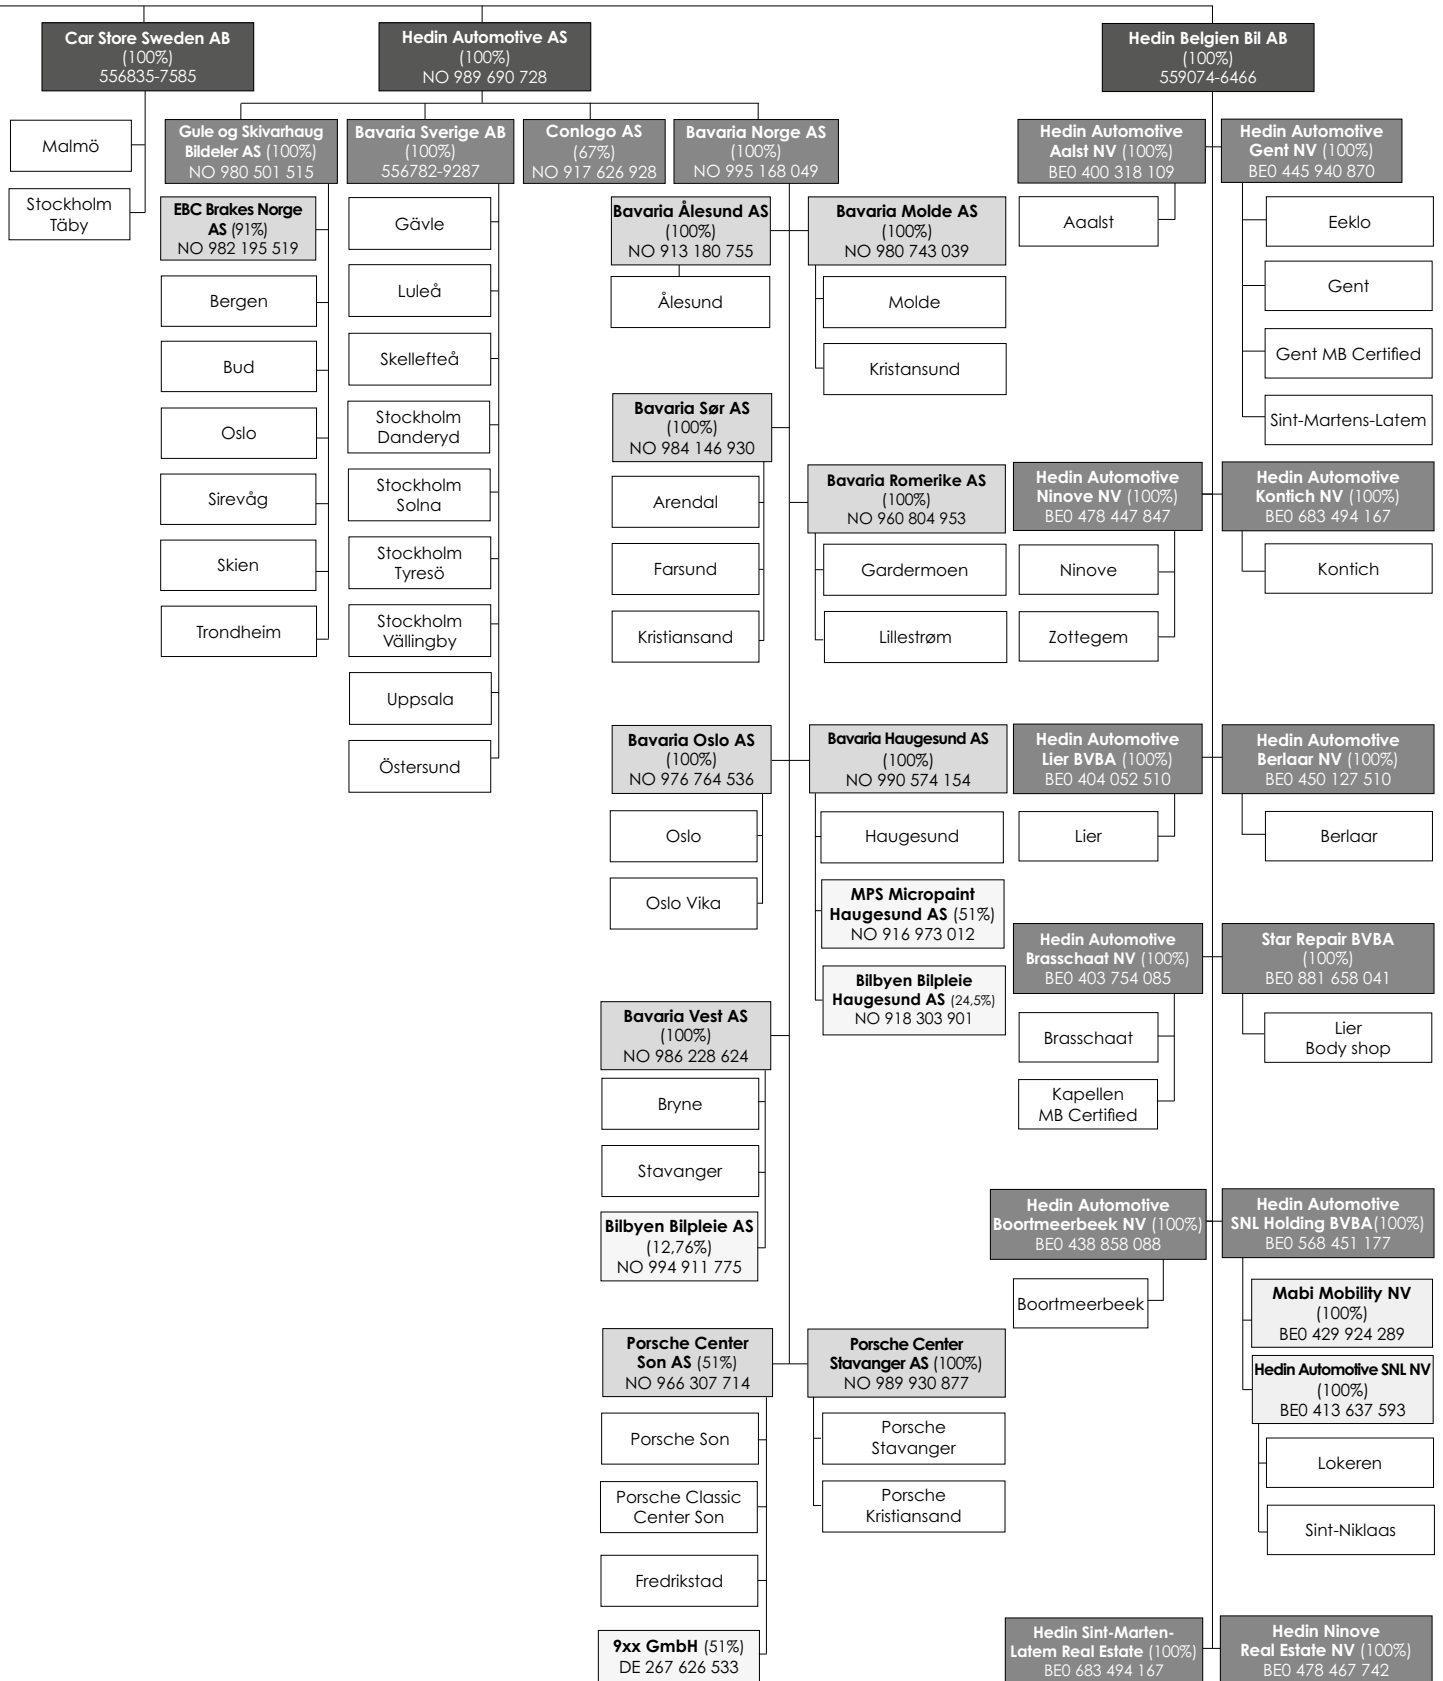 Car Store Sweden AB
(100%)
556835-7585
Malmö
Stockholm
Täby
Hedin Automotive AS
(100%)
NO 989 690 728
Gule og Skivarhaug
Bildeler AS (100%)
NO 980 501 515
EBC Brakes Norge
AS (91%)
NO 982 195 519
Bergen
Bud
Oslo
Sirevåg
Skien
Trondheim
Bavaria Sverige AB
(100%)
556782-9287
Gävle
Luleå
Skellefteå
Stockholm
Danderyd
Stockholm
Solna
Stockholm
Tyresö
Stockholm
Vällingby
Uppsala
Östersund
Conlogo AS
(67%)
NO 917 626 928
Bavaria Norge AS
(100%)
NO 995 168 049
Bavaria Ålesund AS
(100%)
NO 913 180 755
Ålesund
Bavaria Molde AS
(100%)
NO 980 743 039
Molde
Kristansund
Bavaria Sør AS
(100%)
NO 984 146 930
Arendal
Farsund
Kristiansand
Bavaria Romerike AS
(100%)
NO 960 804 953
Gardermoen
Lillestrøm
Bavaria Oslo AS
(100%)
NO 976 764 536
Oslo
Oslo Vika
Bavaria Haugesund AS
(100%)
NO 990 574 154
Haugesund
MPS Micropaint
Haugesund AS (51%)
NO 916 973 012
Bilbyen Bilpleie
Haugesund AS (24,5%)
NO 918 303 901
Bavaria Vest AS
(100%)
NO 986 228 624
Bryne
Stavanger
Bilbyen Bilpleie AS
(12,76%)
NO 994 911 775
Porsche Center
Son AS (51%)
NO 966 307 714
Porsche Son
Porsche Classic
Center Son
Fredrikstad
9xx GmbH (51%)
DE 267 626 533
Porsche Center
Stavanger AS (100%)
NO 989 930 877
Porsche
Stavanger
Porsche
Kristiansand
Hedin Belgien Bil AB
(100%)
559074-6466
Hedin Automotive
Aalst NV (100%)
BE0 400 318 109
Aaalst
Hedin Automotive
Gent NV (100%)
BE0 445 940 870
Eeklo
Gent
Gent MB Certified
Sint-Martens-Latem
Hedin Automotive
Ninove NV (100%)
BE0 478 447 847
Ninove
Zottegem
Hedin Automotive
Kontich NV (100%)
BE0 683 494 167
Kontich
Hedin Automotive
Lier BVBA (100%)
BE0 404 052 510
Lier
Hedin Automotive
Berlaar NV (100%)
BE0 450 127 510
Berlaar
Hedin Automotive
Brasschaat NV (100%)
BE0 403 754 085
Brasschaat
Kapellen
MB Certified
Star Repair BVBA
(100%)
BE0 881 658 041
Lier
Body shop
Hedin Automotive
Boortmeerbeek NV (100%)
BE0 438 858 088
Boortmeerbeek
Hedin Automotive
SNL Holding BVBA(100%)
BE0 568 451 177
Mabi Mobility NV
(100%)
BE0 429 924 289
Hedin Automotive SNL NV
(100%)
BE0 413 637 593
Lokeren
Sint-Niklaas
Hedin Sint-Marten-
Latem Real Estate (100%)
BE0 683 494 167
Hedin Ninove
Real Estate NV (100%)
BE0 478 467 742